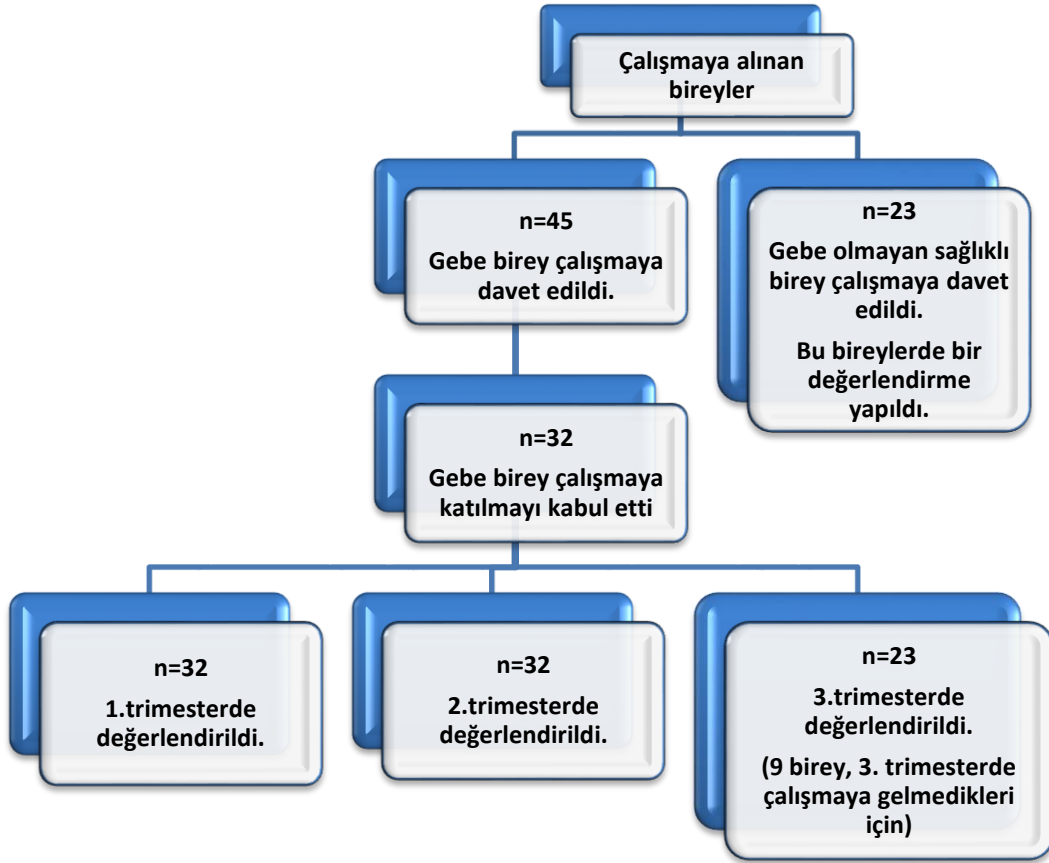 Çalışmaya alınan
bireyler
n=45
Gebe birey çalışmaya
davet edildi.
n=23
Gebe olmayan sağlıklı
birey çalışmaya davet
edildi.
Bu bireylerde bir
değerlendirme
yapıldı.
n=32
Gebe birey çalışmaya
katılmayı kabul etti
n=32
1.trimesterde
değerlendirildi.
n=32
2.trimesterde
değerlendirildi.
n=23
3.trimesterde
değerlendirildi.
(9 birey, 3. trimesterde
çalışmaya gelmedikleri
için)